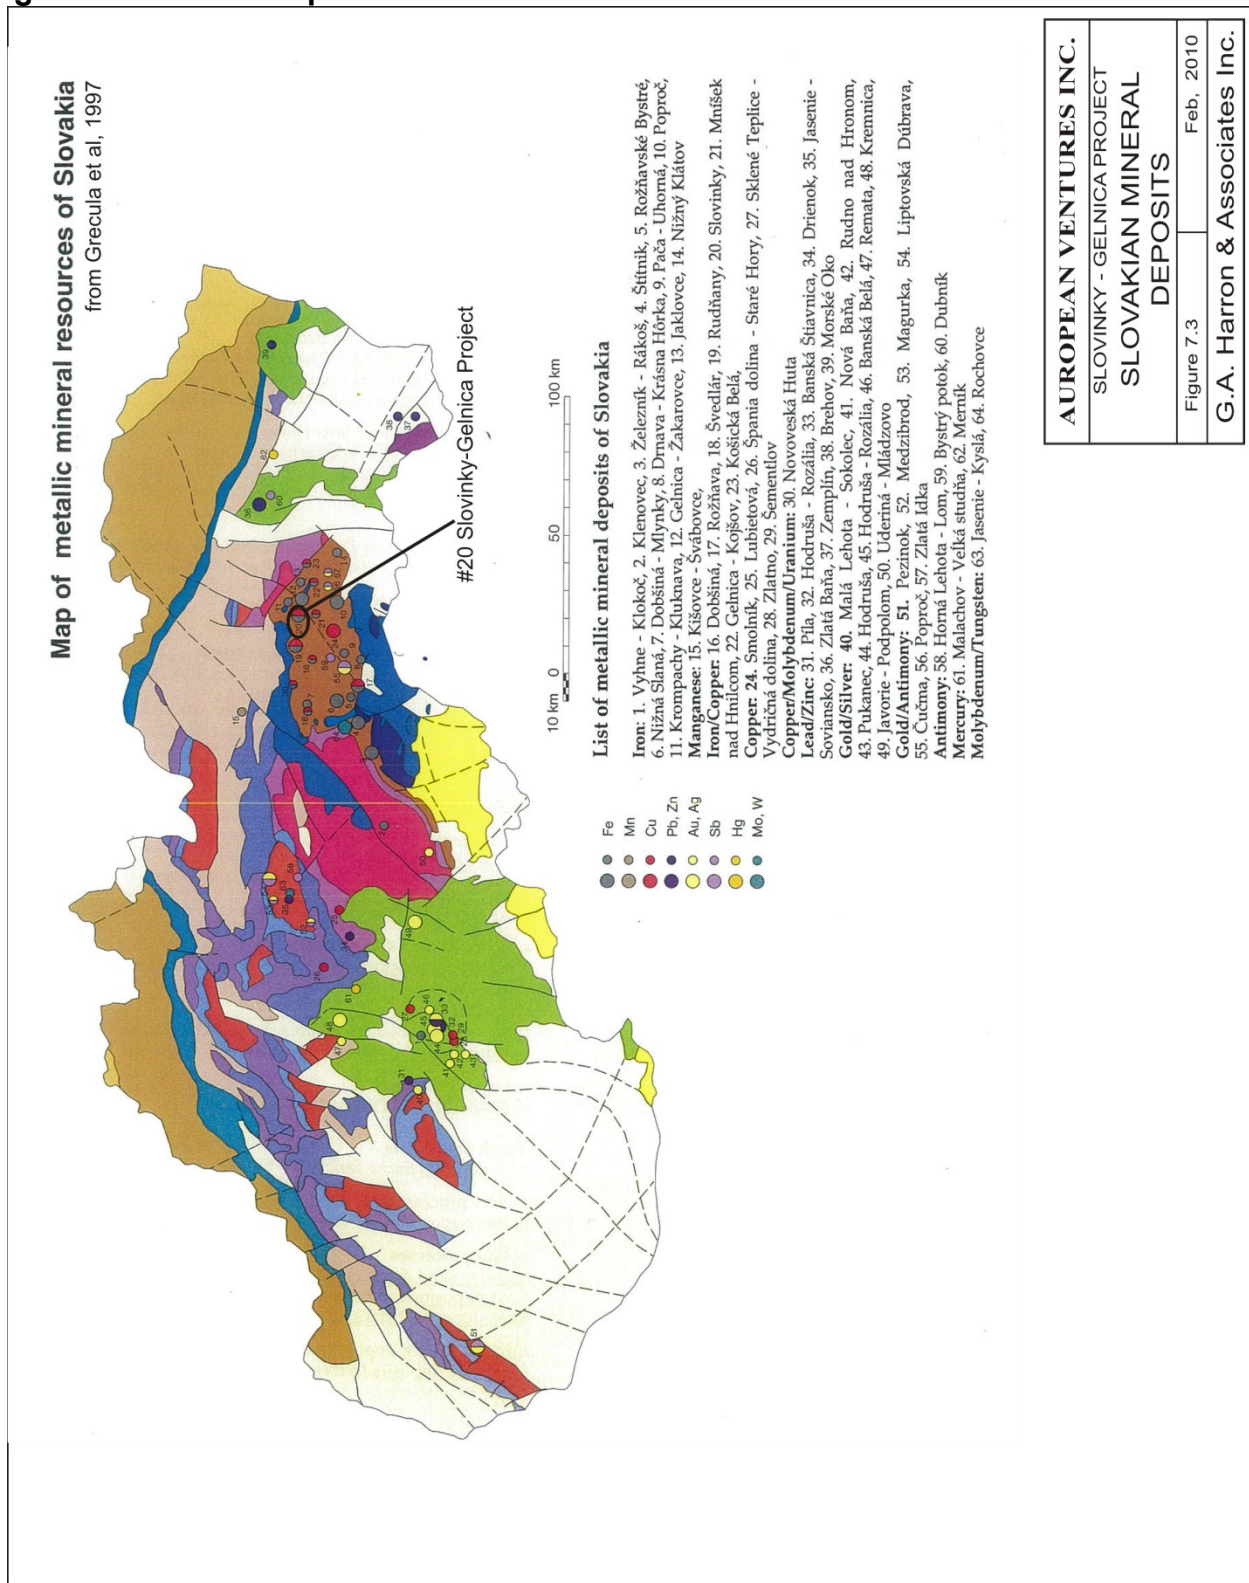 Map of metallic mineral resources of Slovakia
from Grecula et al, 1997
#20 Slovinky-Gelnica Project
10 km 0 50 100 km
List of metallic mineral deposits of Slovakia
Iron: 1. Vyhne - Klokoč, 2. Klenovec, 3. Železník - Rákoš, 4. Štítnik, 5. Rožňavské Bystré,
6. Nižná Slaná, 7. Dobšiná - Mlynky, 8. Drnava - Krásna Hôrka, 9. Pača - Uhorná, 10. Poproč,
11. Krompachy - Kluknava, 12. Gelnica - Žakarovce, 13. Jaklovce, 14. Nižný Klátov
Manganese: 15. Kišovce - Švábovce,
Iron/Copper: 16. Dobšiná, 17. Rožňava, 18. Švedlár, 19. Rudňany, 20. Slovinky, 21. Mníšek
nad Hnilcom, 22. Gelnica - Kojšov, 23. Košická Belá,
Copper: 24. Smolník, 25. Lubietová, 26. Špania dolina - Staré Hory, 27. Sklené Teplice -
Vydričná dolina, 28. Zlatno, 29. Šementlov
Copper/Molybdenum/Uranium: 30. Novoveská Huta
Lead/Zinc: 31. Píla, 32. Hodruša - Rozália, 33. Banská Štiavnica, 34. Drienok, 35. Jasenie -
Soviansko, 36. Zlatá Baňa, 37. Zemplín, 38. Brehov, 39. Morské Oko
Gold/Silver: 40. Malá Lehota - Sokolec, 41. Nová Baňa, 42. Rudno nad Hronom,
43. Pukanec, 44. Hodruša, 45. Hodruša - Rozália, 46. Banská Belá, 47. Remata, 48. Kremnica,
49. Javorie - Podpolom, 50. Uderiná - Mládzovo
Gold/Antimony: 51. Pezinok, 52. Medzibrod, 53. Magurka, 54. Liptovská Dúbrava,
55. Čučma, 56. Poproč, 57. Zlatá Idka
Antimony: 58. Horná Lehota - Lom, 59. Bystrý potok, 60. Dubník
Mercury: 61. Malachov - Velká studňa, 62. Merník
Molybdenum/Tungsten: 63. Jasenie - Kyslá, 64. Rochovce
Fe
Mn
Cu
Pb, Zn
Au, Ag
Sb
Hg
Mo, W
AUROPEAN VENTURES INC.
SLOVINKY - GELNICA PROJECT
SLOVAKIAN MINERAL
DEPOSITS
Figure 7.3 Feb, 2010
G.A. Harron & Associates Inc.